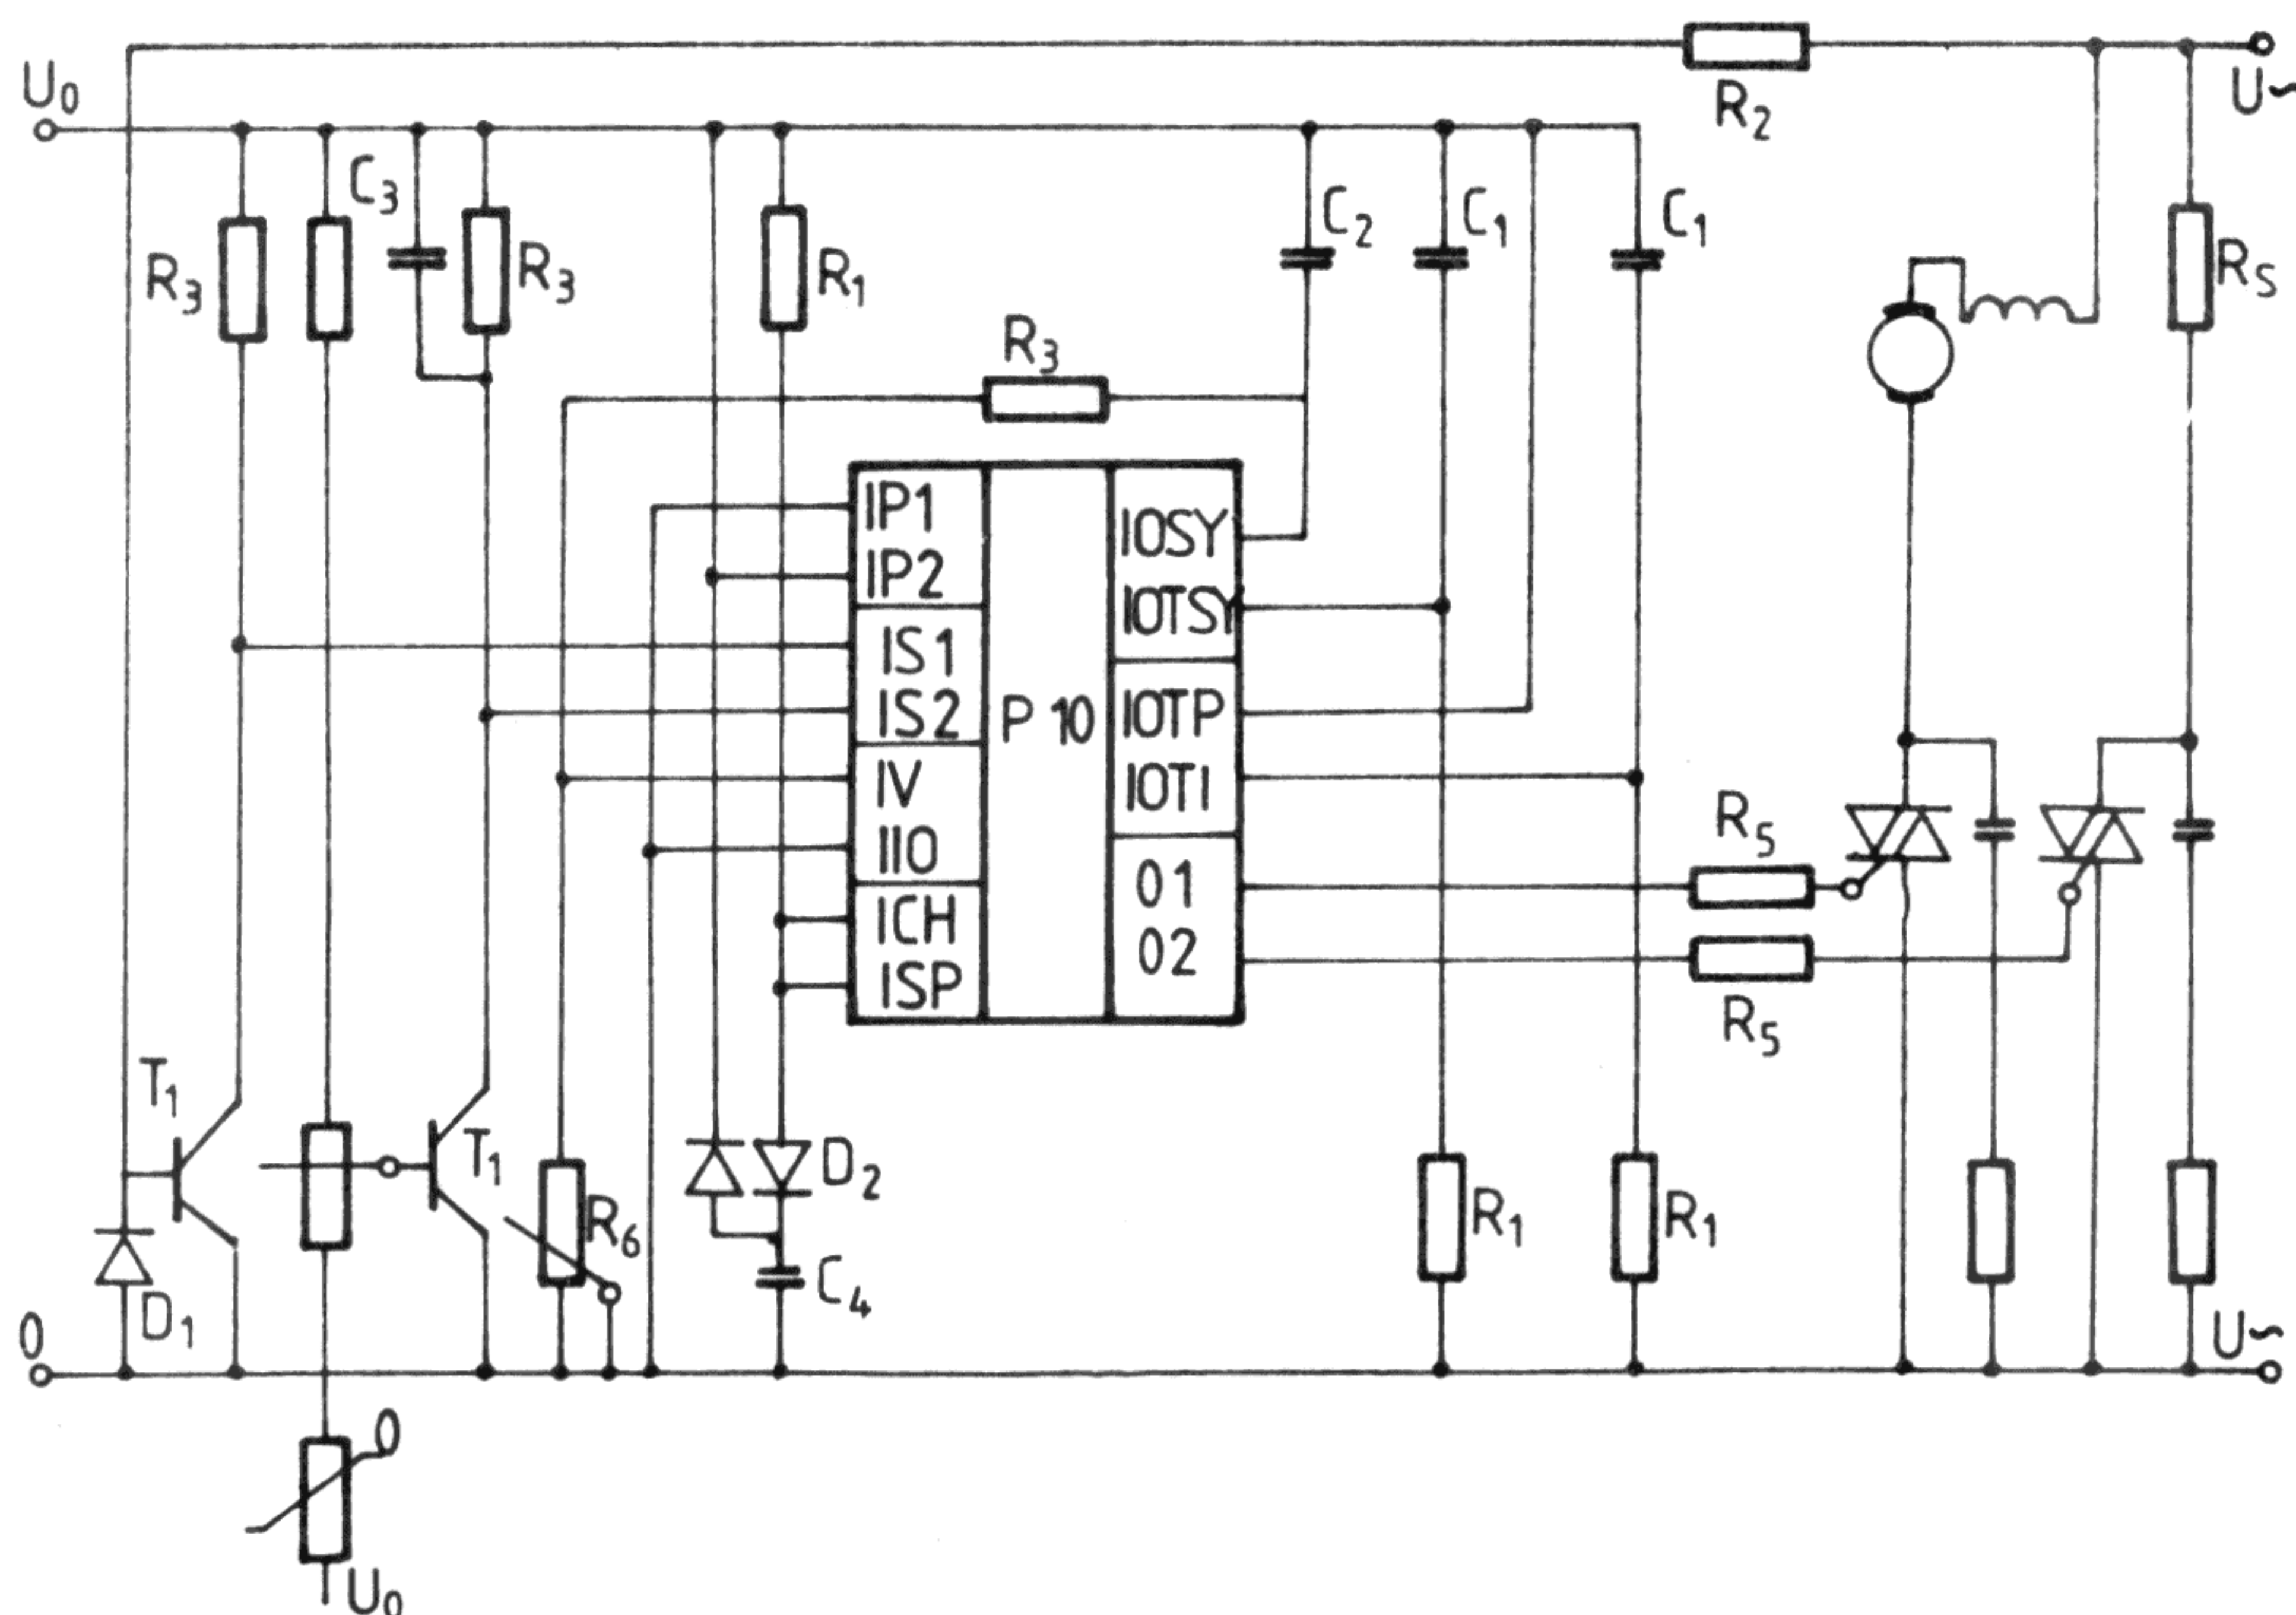 U0
U~
R2
C3
C2
C1
C1
R3
R3
R1
RS
R3
IP1
IP2
IS1
IS2
IV
IIO
ICH
ISP
P 10
IOSY
IOTSY
IOTP
IOTI
01
02
R5
R5
T1
T1
D2
R6
R1
R1
D1
C4
0
U~
0
U0